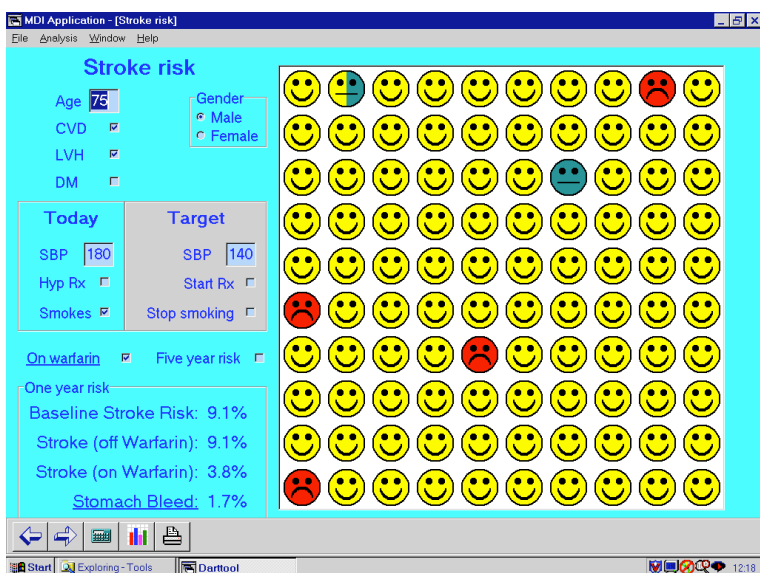 MDI Application - [Stroke risk]
File Analysis Window Help
Stroke risk
Age 75
Gender
Male
Female
CVD
LVH
DM
Today
Target
SBP 180
SBP 140
Hyp Rx
Start Rx
Smokes
Stop smoking
On warfarin
Five year risk
One year risk
Baseline Stroke Risk: 9.1%
Stroke (off Warfarin): 9.1%
Stroke (on Warfarin): 3.8%
Stomach Bleed: 1.7%
Start
Exploring - Tools
Darttool
12:18